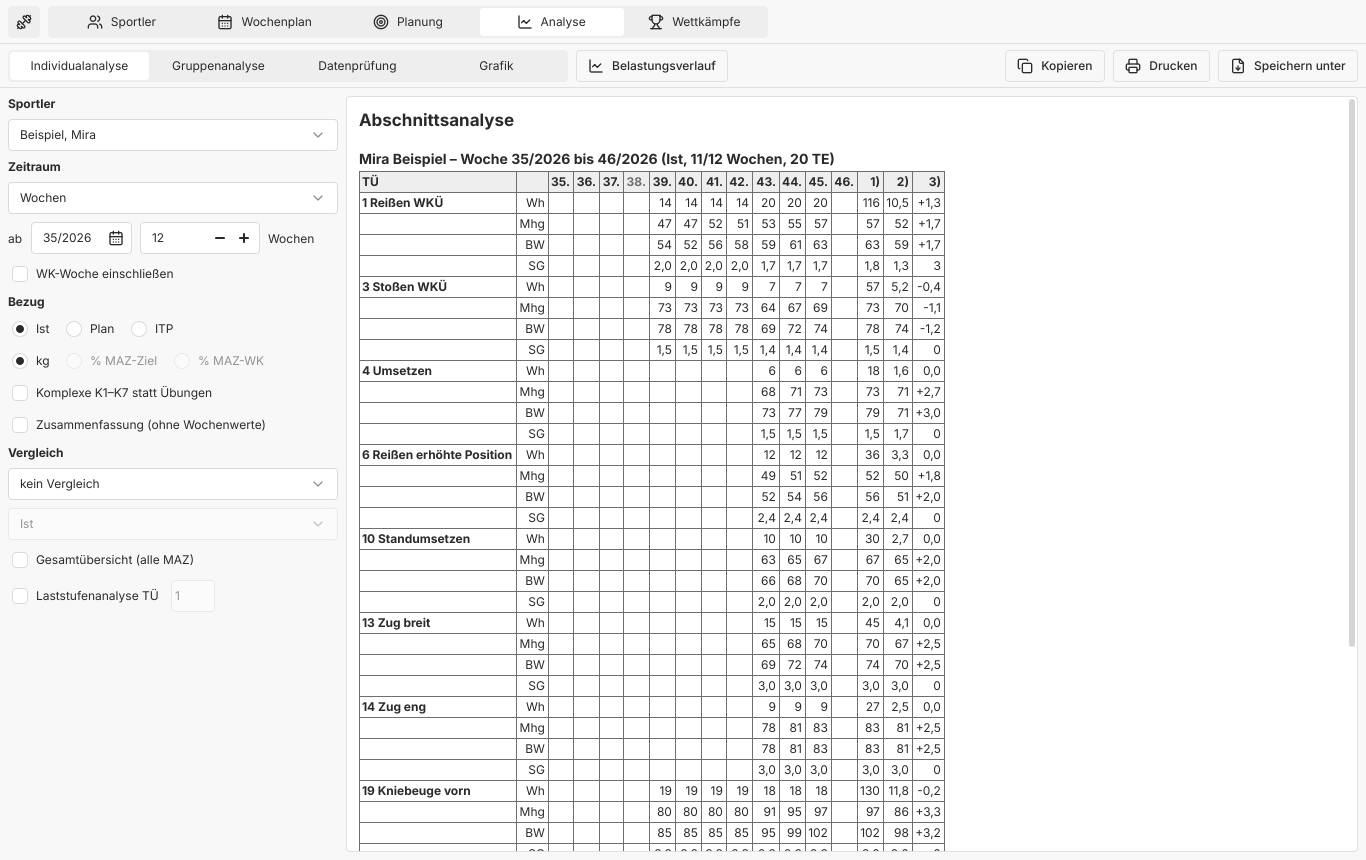 Sportler Wochenplan Planung Analyse Wettkämpfe
Individualanalyse Gruppenanalyse Datenprüfung Grafik Belastungsverlauf Kopieren Drucken Speichern unter
Sportler
Beispiel, Mira
Zeitraum
Wochen
ab 35/2026 12 Wochen
WK-Woche einschließen
Bezug
Ist Plan ITP
kg % MAZ-Ziel % MAZ-WK
Komplexe K1–K7 statt Übungen
Zusammenfassung (ohne Wochenwerte)
Vergleich
kein Vergleich
Ist
Gesamtübersicht (alle MAZ)
Laststufenanalyse TÜ 1
Abschnittsanalyse
Mira Beispiel – Woche 35/2026 bis 46/2026 (Ist, 11/12 Wochen, 20 TE)
TÜ 35. 36. 37. 38. 39. 40. 41. 42. 43. 44. 45. 46. 1) 2) 3)
1 Reißen WKÜ Wh 14 14 14 14 20 20 20 116 10,5 +1,3
Mhg 47 47 52 51 53 55 57 57 52 +1,7
BW 54 52 56 58 59 61 63 63 59 +1,7
SG 2,0 2,0 2,0 2,0 1,7 1,7 1,7 1,8 1,3 3
3 Stoßen WKÜ Wh 9 9 9 9 7 7 7 57 5,2 -0,4
Mhg 73 73 73 73 64 67 69 73 70 -1,1
BW 78 78 78 78 69 72 74 78 74 -1,2
SG 1,5 1,5 1,5 1,5 1,4 1,4 1,4 1,5 1,4 0
4 Umsetzen Wh 6 6 6 18 1,6 0,0
Mhg 68 71 73 73 71 +2,7
BW 73 77 79 79 71 +3,0
SG 1,5 1,5 1,5 1,5 1,7 0
6 Reißen erhöhte Position Wh 12 12 12 36 3,3 0,0
Mhg 49 51 52 52 50 +1,8
BW 52 54 56 56 51 +2,0
SG 2,4 2,4 2,4 2,4 2,4 0
10 Standumsetzen Wh 10 10 10 30 2,7 0,0
Mhg 63 65 67 67 65 +2,0
BW 66 68 70 70 65 +2,0
SG 2,0 2,0 2,0 2,0 2,0 0
13 Zug breit Wh 15 15 15 45 4,1 0,0
Mhg 65 68 70 70 67 +2,5
BW 69 72 74 74 70 +2,5
SG 3,0 3,0 3,0 3,0 3,0 0
14 Zug eng Wh 9 9 9 27 2,5 0,0
Mhg 78 81 83 83 81 +2,5
BW 78 81 83 83 81 +2,5
SG 3,0 3,0 3,0 3,0 3,0 0
19 Kniebeuge vorn Wh 19 19 19 19 18 18 18 130 11,8 -0,2
Mhg 80 80 80 80 91 95 97 97 86 +3,3
BW 85 85 85 85 95 99 102 102 98 +3,2